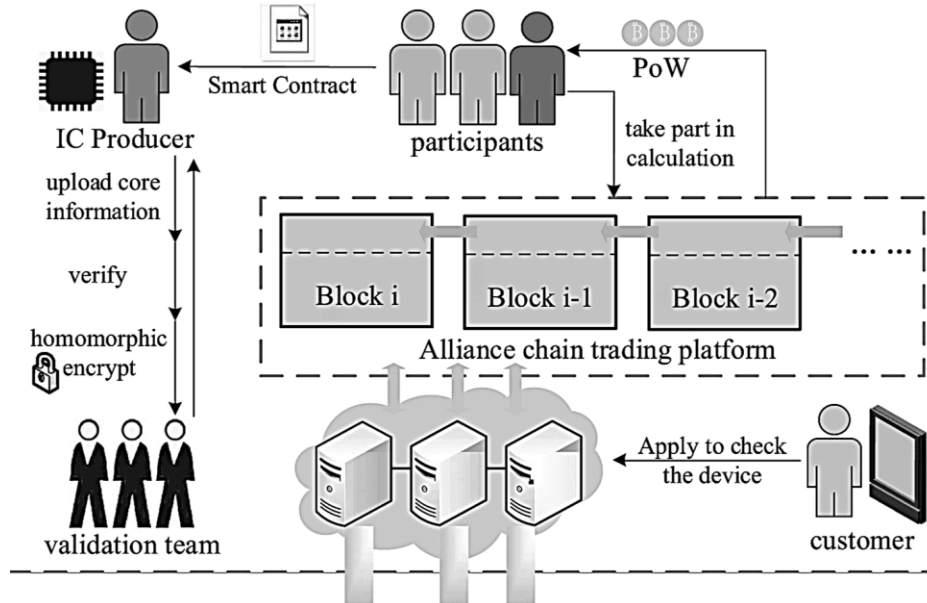 Smart Contract
PoW
IC Producer
participants
take part in
calculation
upload core
information
verify
homomorphic
encrypt
Block i
Block i-1
Block i-2
... ...
Alliance chain trading platform
Apply to check
the device
validation team
customer